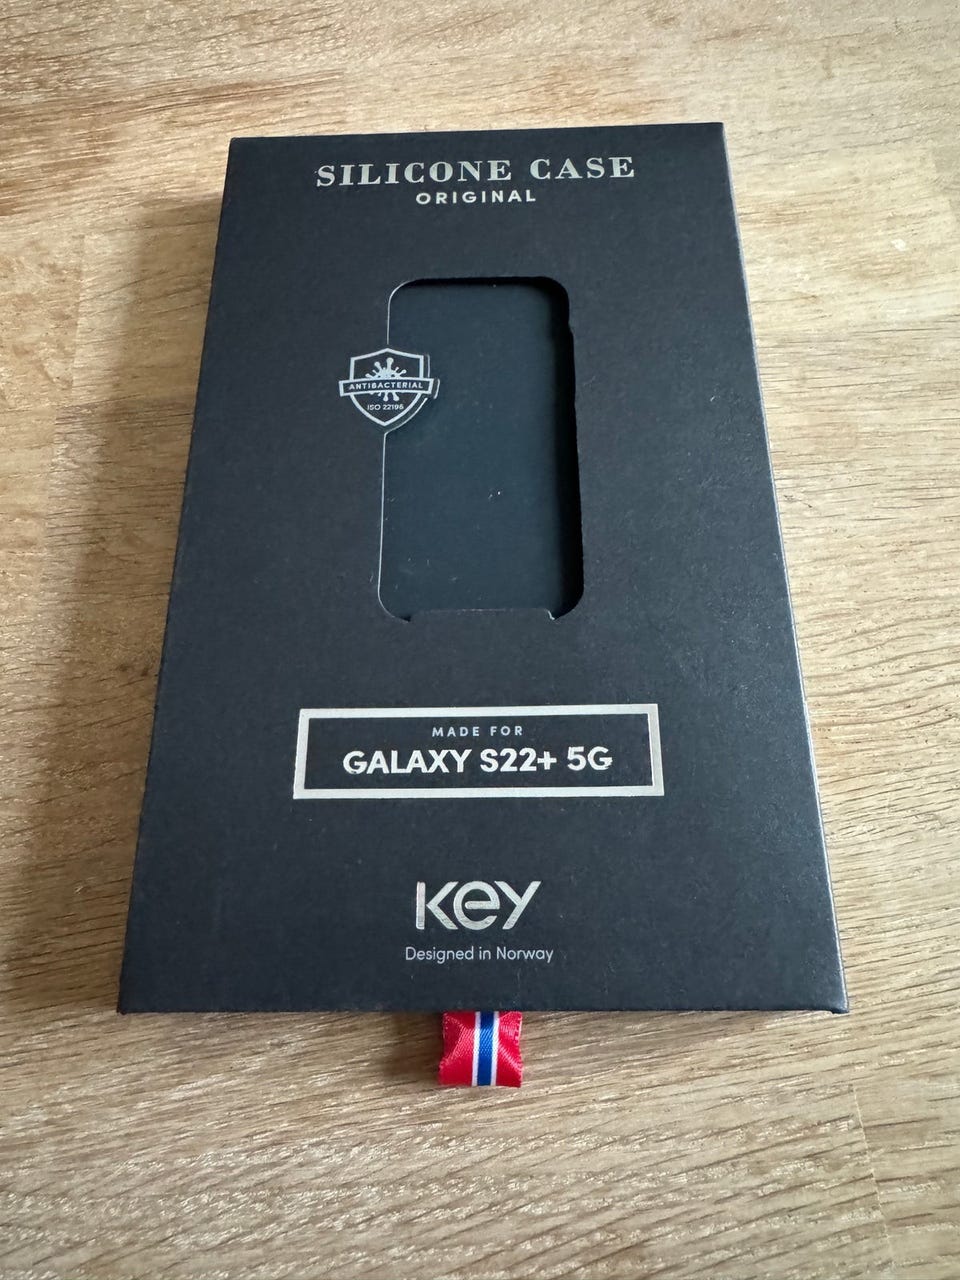 SILICONE CASE
ORIGINAL
ANTIBACTERIAL
ISO 22196
MADE FOR
GALAXY S22+ 5G
KeY
Designed in Norway